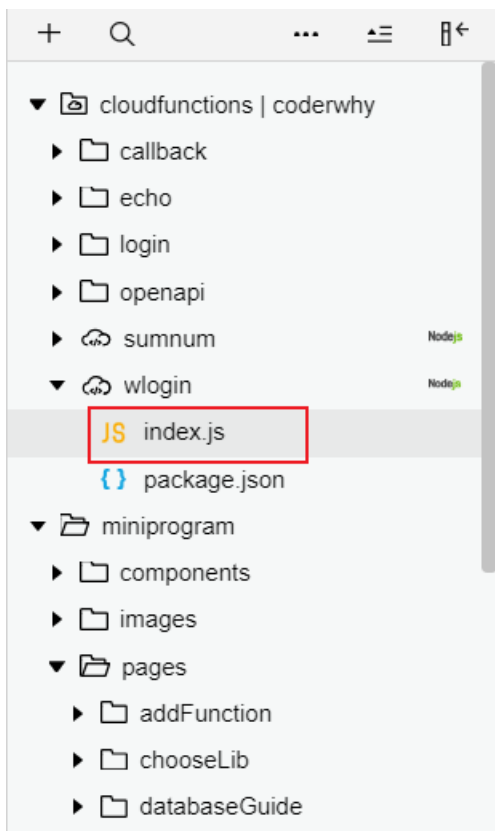 cloudfunctions | coderwhy
callback
echo
login
openapi
sumnum Nodejs
wlogin Nodejs
JS index.js
{ } package.json
miniprogram
components
images
pages
addFunction
chooseLib
databaseGuide